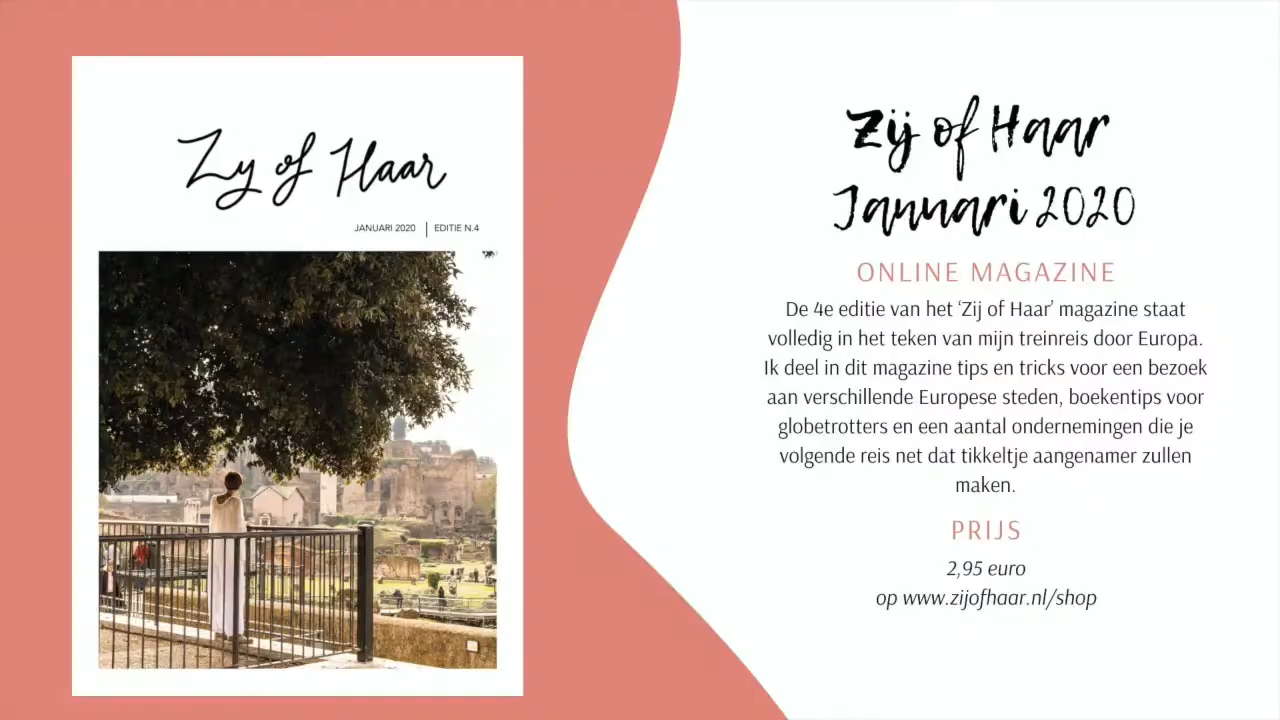 Zy of Haar
JANUARI 2020 | EDITIE N.4
Zij of Haar
Januari 2020
ONLINE MAGAZINE
De 4e editie van het ‘Zij of Haar’ magazine staat
volledig in het teken van mijn treinreis door Europa.
Ik deel in dit magazine tips en tricks voor een bezoek
aan verschillende Europese steden, boekentips voor
globetrotters en een aantal ondernemingen die je
volgende reis net dat tikkeltje aangenamer zullen
maken.
PRIJS
2,95 euro
op www.zijofhaar.nl/shop